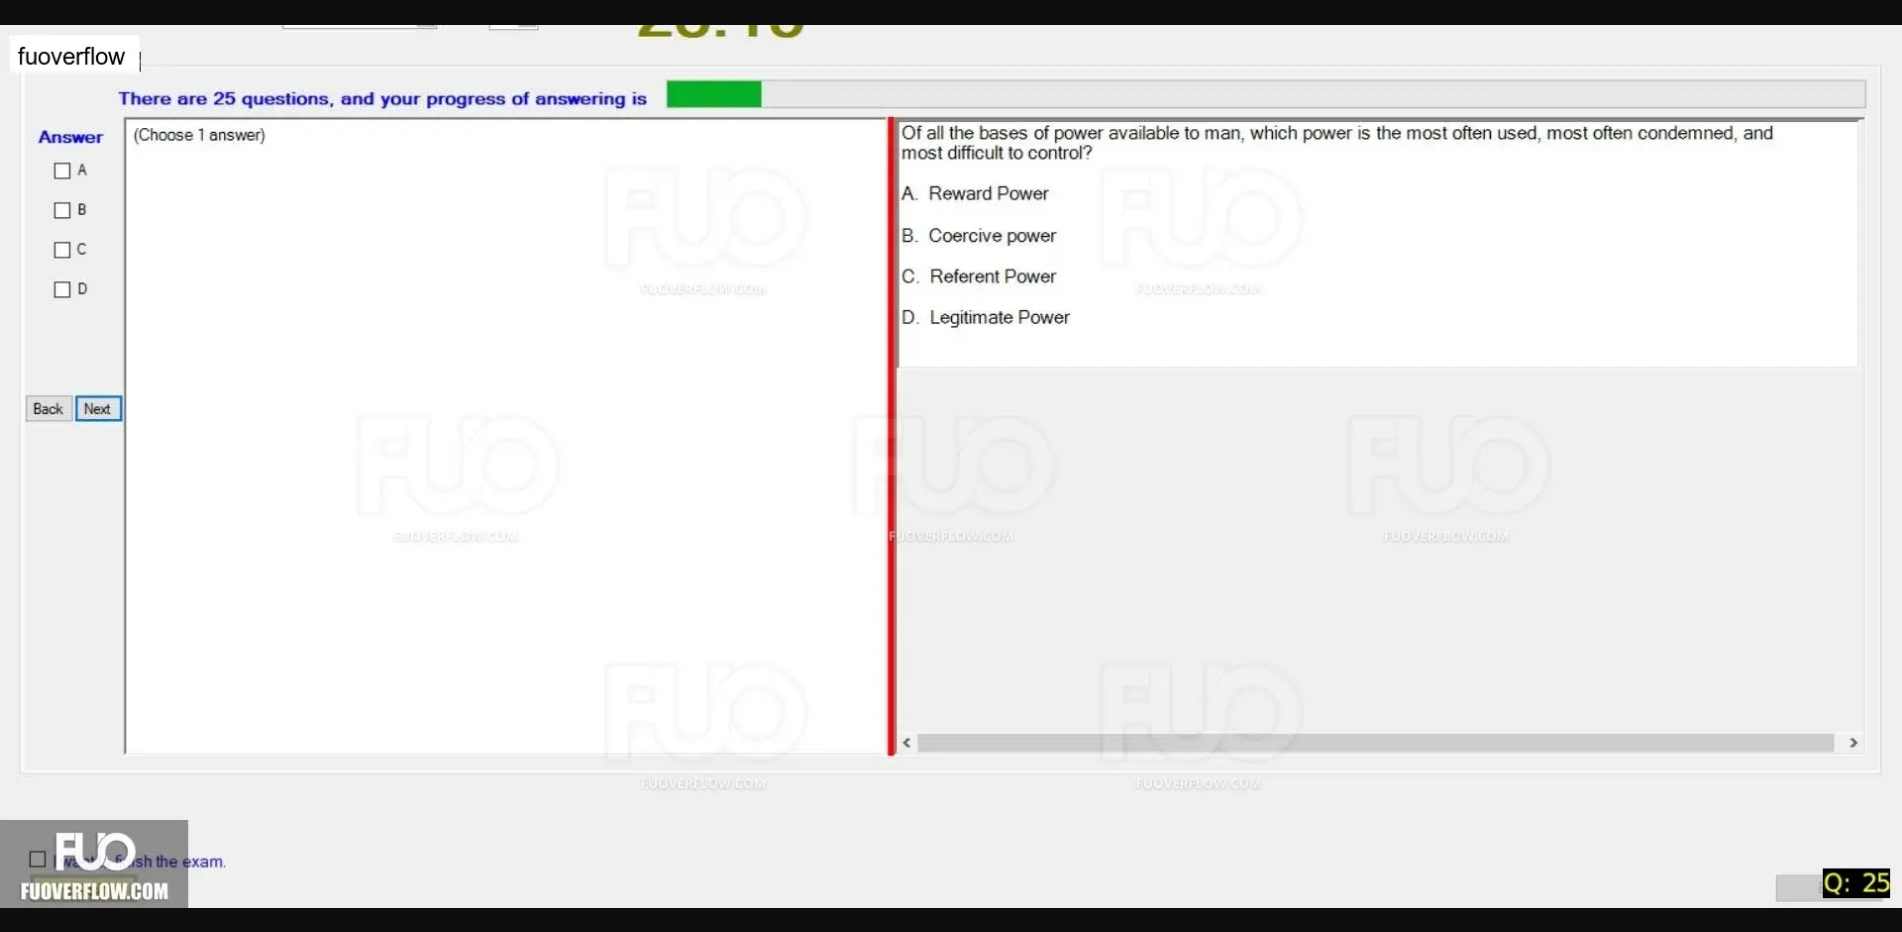 fuoverflow
There are 25 questions, and your progress of answering is
Answer
(Choose 1 answer)
A
B
C
D
Back Next
Of all the bases of power available to man, which power is the most often used, most often condemned, and
most difficult to control?
A. Reward Power
B. Coercive power
C. Referent Power
D. Legitimate Power
FUO
FUOVERFLOW.COM
FUO
FUOVERFLOW.COM
FUO
FUOVERFLOW.COM
FUO
FUOVERFLOW.COM
FUO
FUOVERFLOW.COM
FUO
FUOVERFLOW.COM
FUO
FUOVERFLOW.COM
the exam.
FUO
FUOVERFLOW.COM
Q: 25